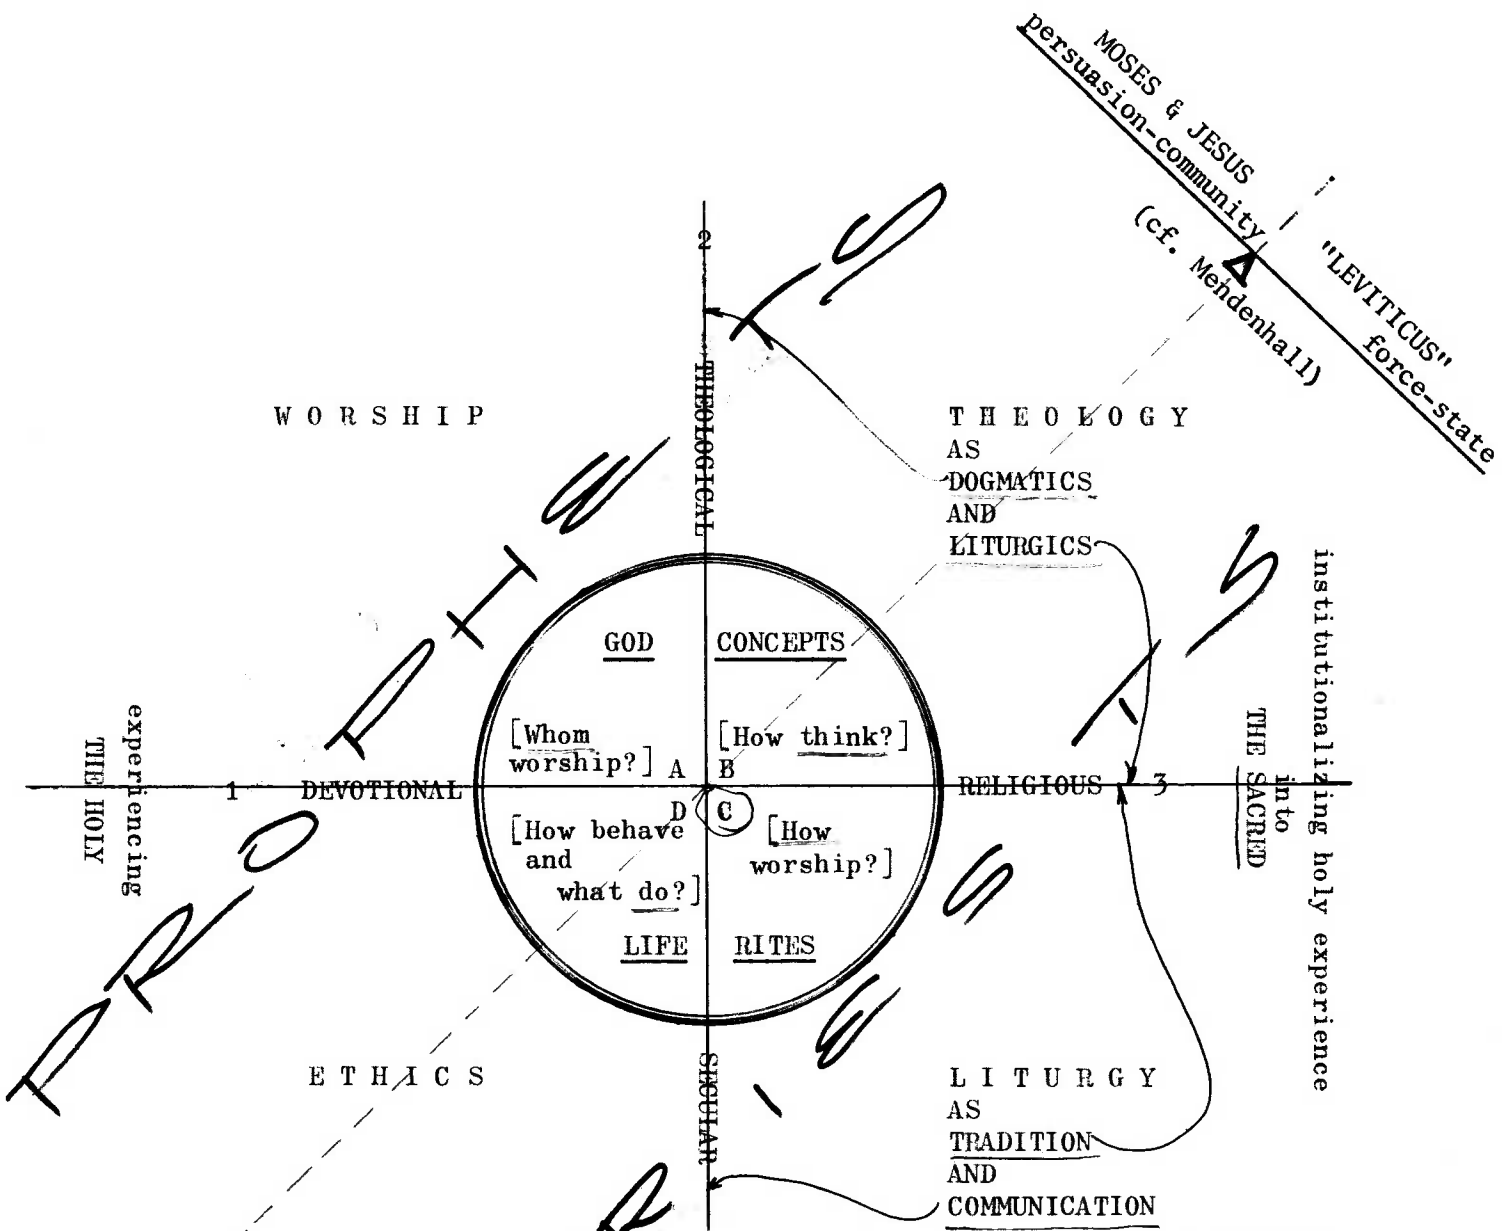 MOSES & JESUS
persuasion-community
(cf. Mendenhall)
"LEVITICUS"
force-state
2
THEOLOGICAL
WORSHIP
THEOLOGY
AS
DOGMATICS
AND
LITURGICS
PROPHETS
RIESTS
GOD
CONCEPTS
[Whom
worship?]
[How think?]
A
B
D
C
[How behave
and
what do?]
[How
worship?]
LIFE
RITES
1
DEVOTIONAL
RELIGIOUS
3
experiencing
THE HOLY
institutionalizing holy experience
into
THE SACRED
SECULAR
ETHICS
LITURGY
AS
TRADITION
AND
COMMUNICATION